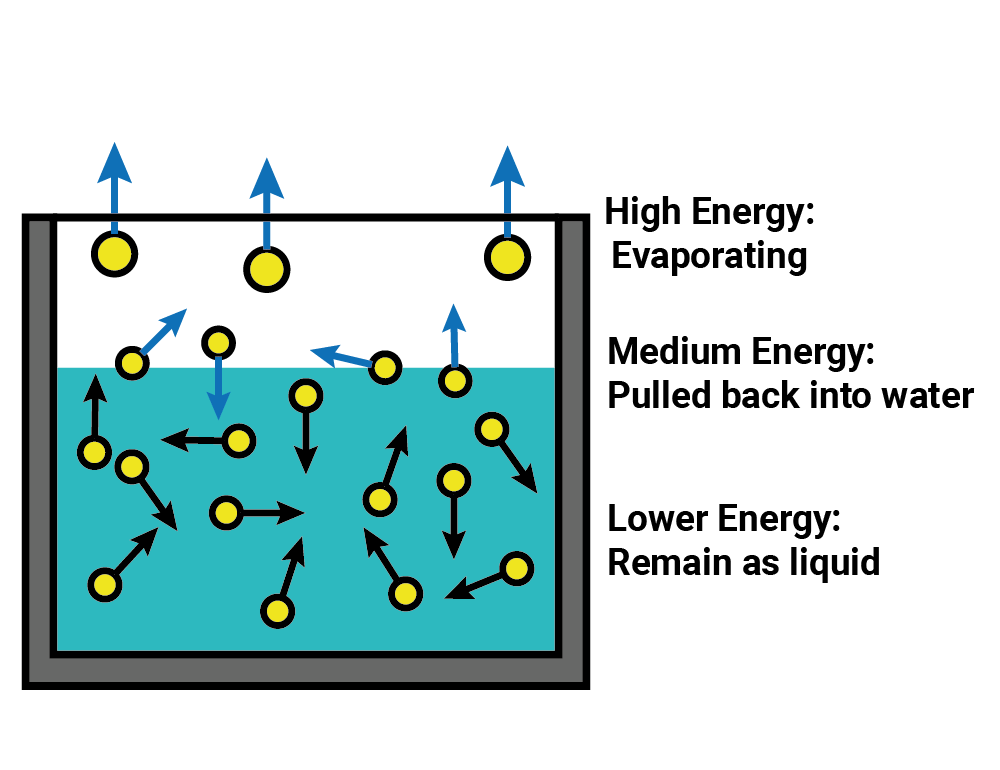 High Energy:
Evaporating
Medium Energy:
Pulled back into water
Lower Energy:
Remain as liquid